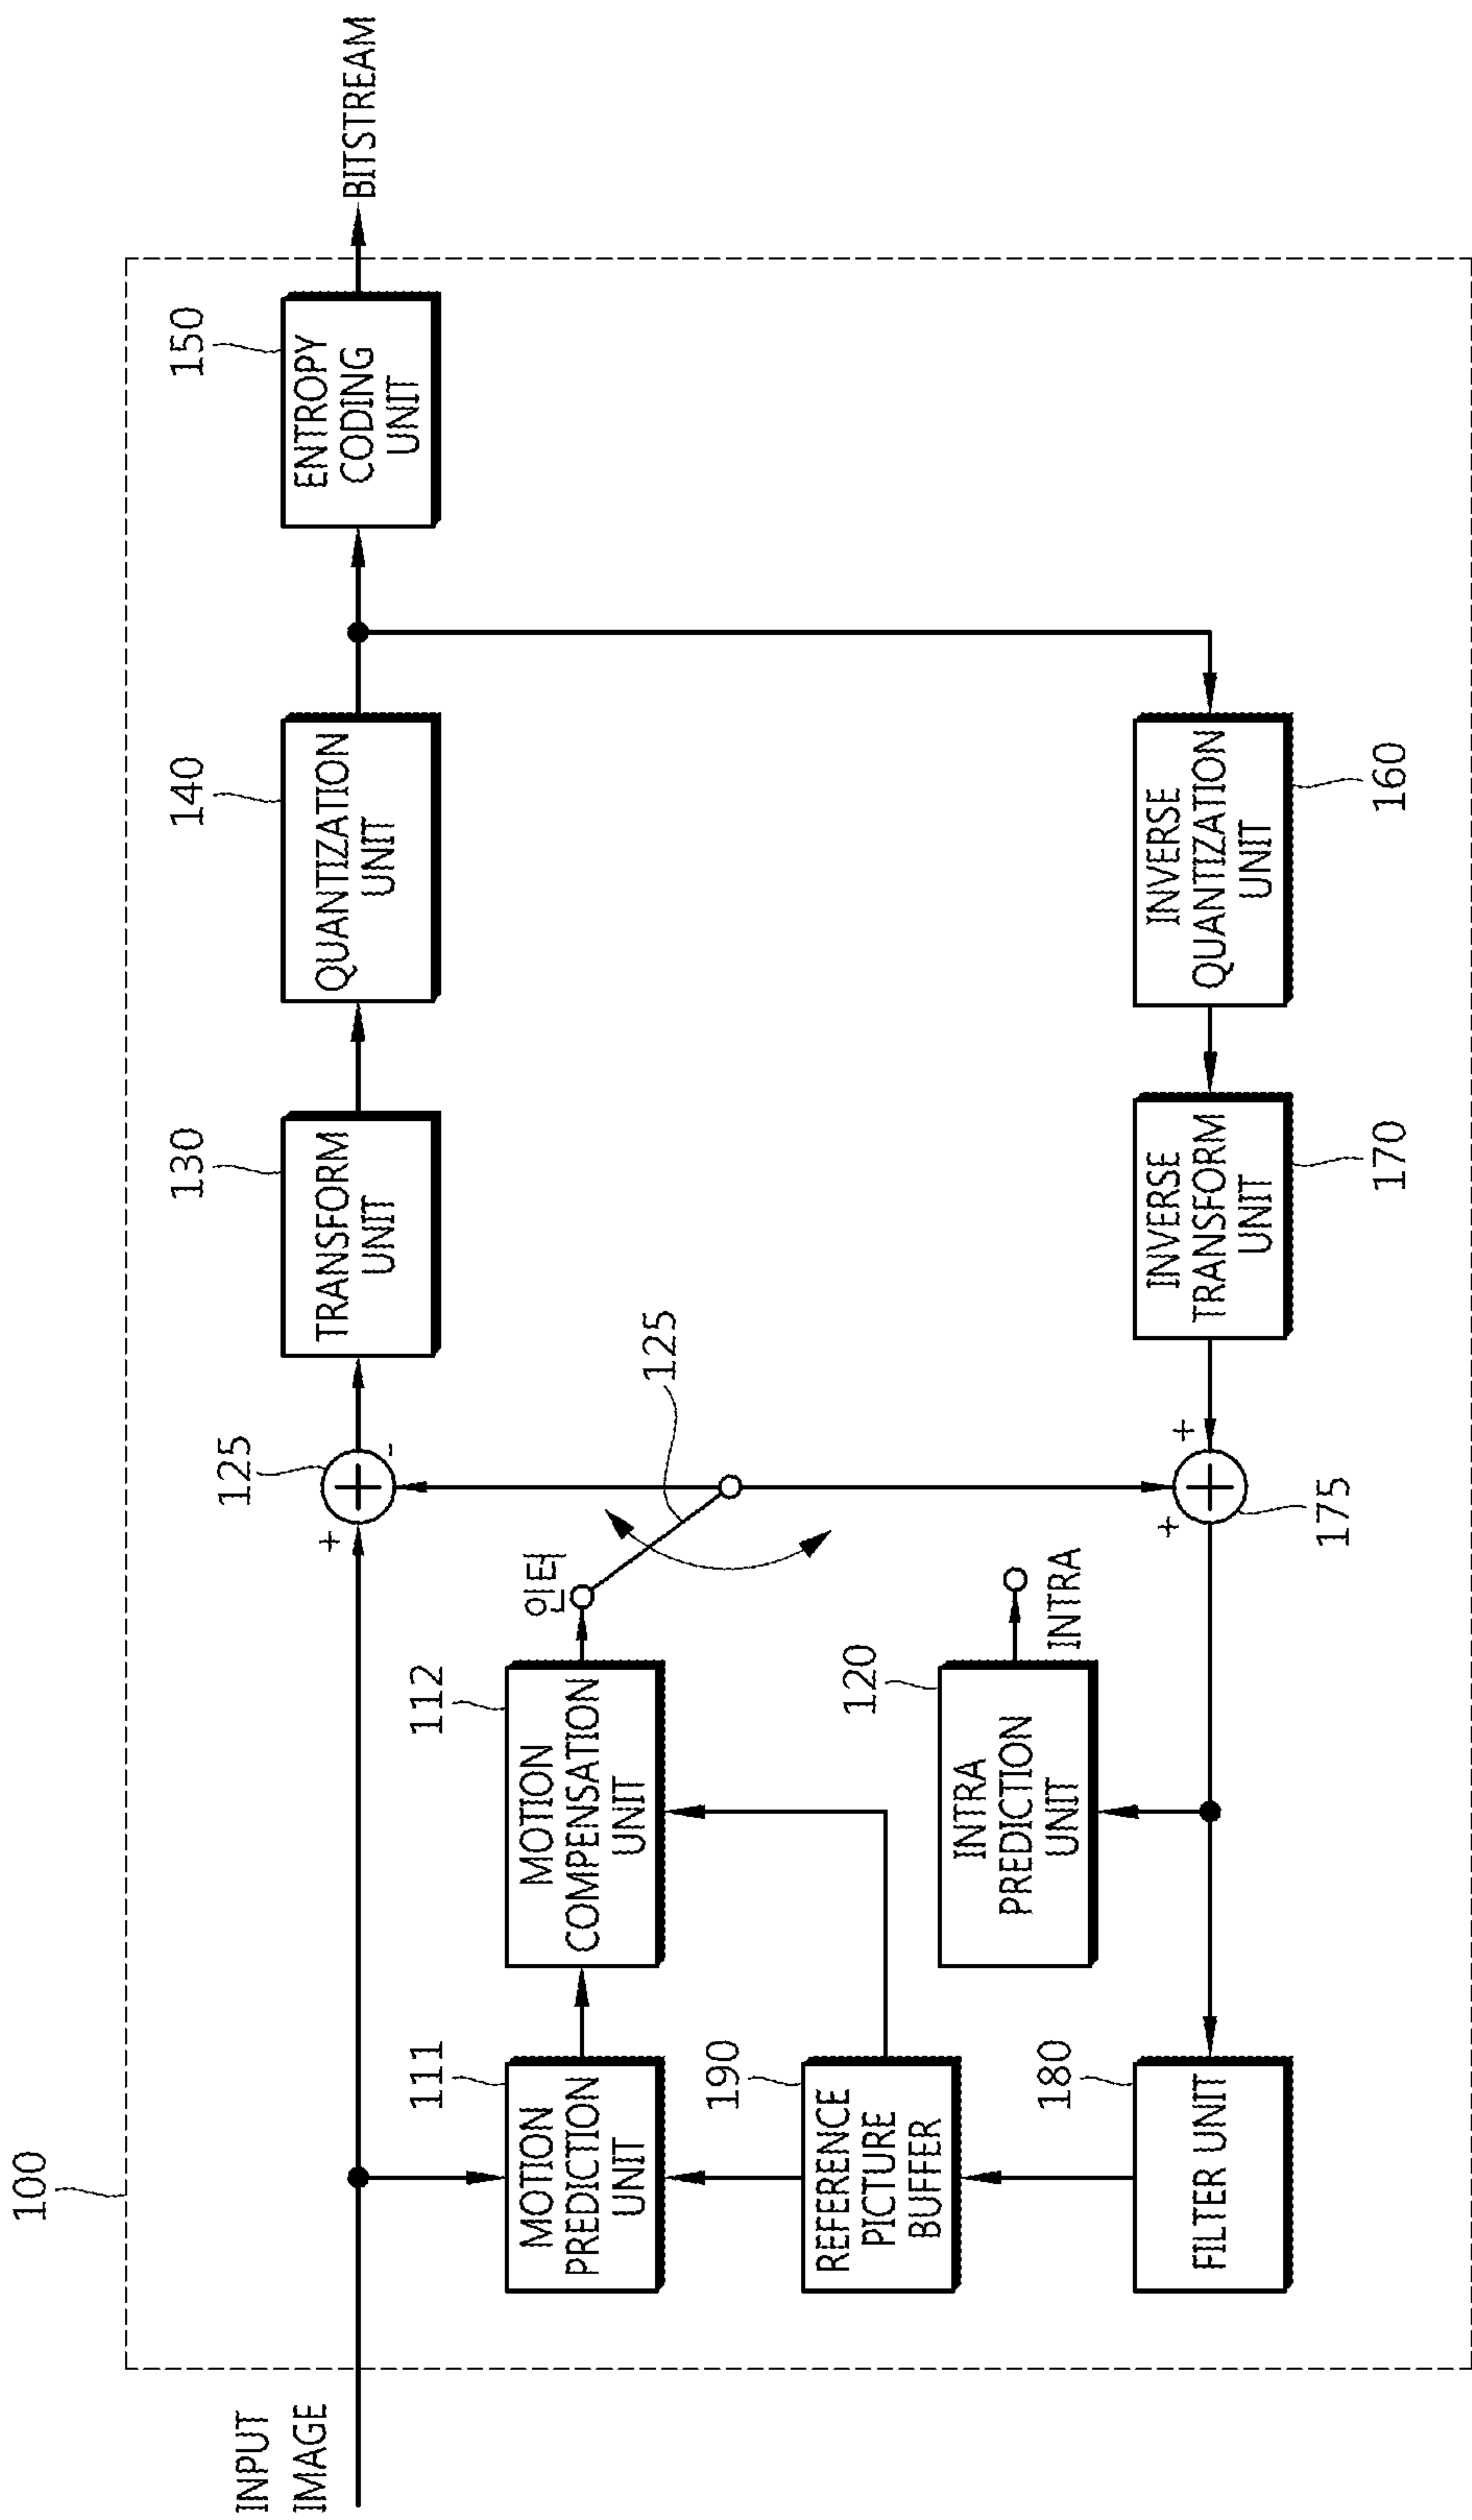 100
INPUT
IMAGE
125
+
-
130
TRANSFORM
UNIT
140
QUANTIZATION
UNIT
150
ENTROPY
CODING
UNIT
BITSTREAM
111
MOTION
PREDICTION
UNIT
112
MOTION
COMPENSATION
UNIT
인터
125
190
REFERENCE
PICTURE
BUFFER
120
INTRA
PREDICTION
UNIT
INTRA
180
FILTER UNIT
+
+
175
INVERSE
TRANSFORM
UNIT
170
INVERSE
QUANTIZATION
UNIT
160